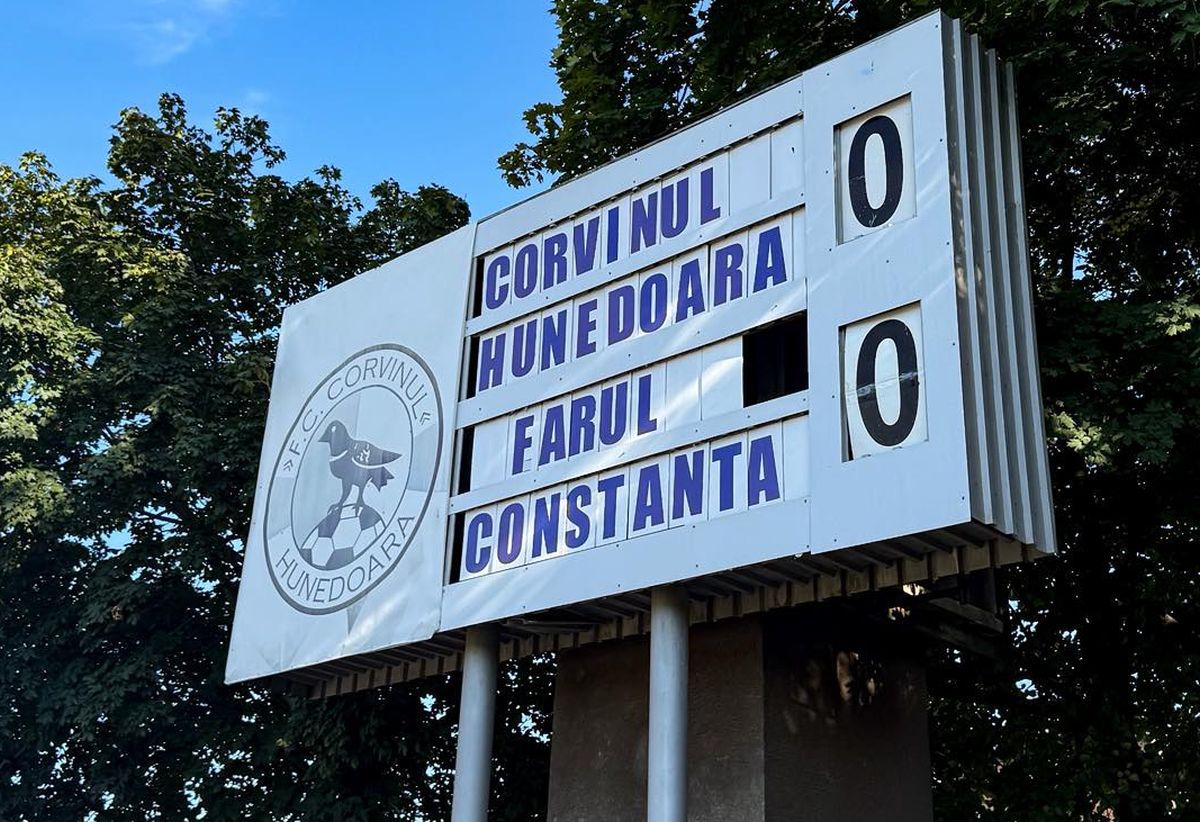 »F.C. CORVINUL«
HUNEDOARA
CORVINUL 0
HUNEDOARA
FARUL 0
CONSTANTA